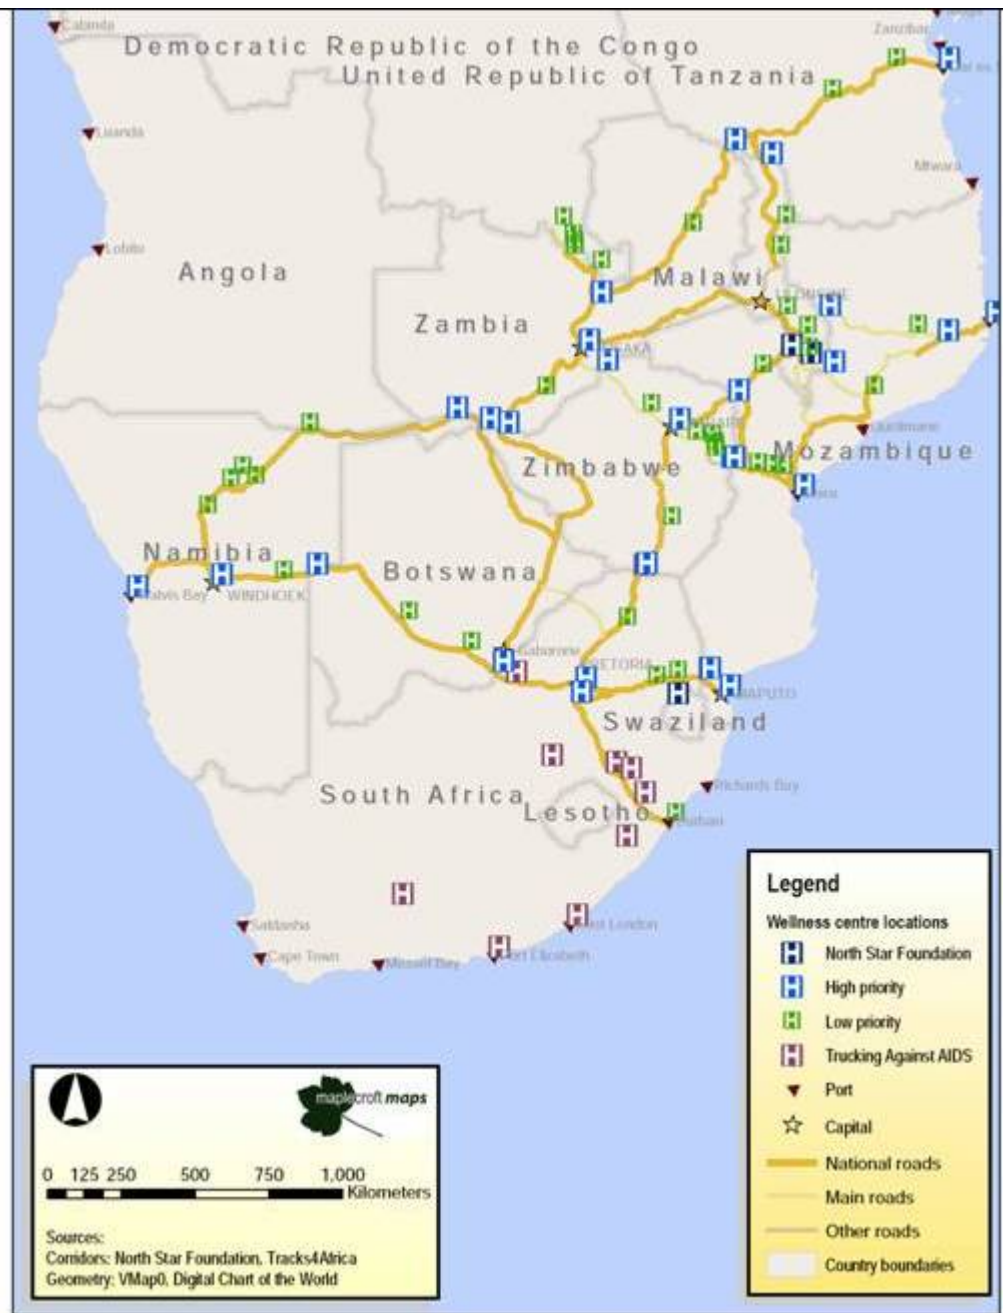 Cabinda
Zanzibar
Democratic Republic of the Congo
United Republic of Tanzania
Luanda
Mtwara
Lobito
Angola
Malawi
Zambia
Mozambique
Zimbabwe
Namibia
Botswana
Walvis Bay
WINDHOEK
Gaborone
PRETORIA
MAPUTO
Swaziland
South Africa
Richards Bay
Lesotho
Durban
Saldanha
East London
Cape Town
Mossel Bay
Port Elizabeth
Legend
Wellness centre locations
North Star Foundation
High priority
Low priority
Trucking Against AIDS
Port
Capital
National roads
Main roads
Other roads
Country boundaries
maplecroft maps
0 125 250 500 750 1,000
Kilometers
Sources:
Corridors: North Star Foundation, Tracks4Africa
Geometry: VMap0, Digital Chart of the World